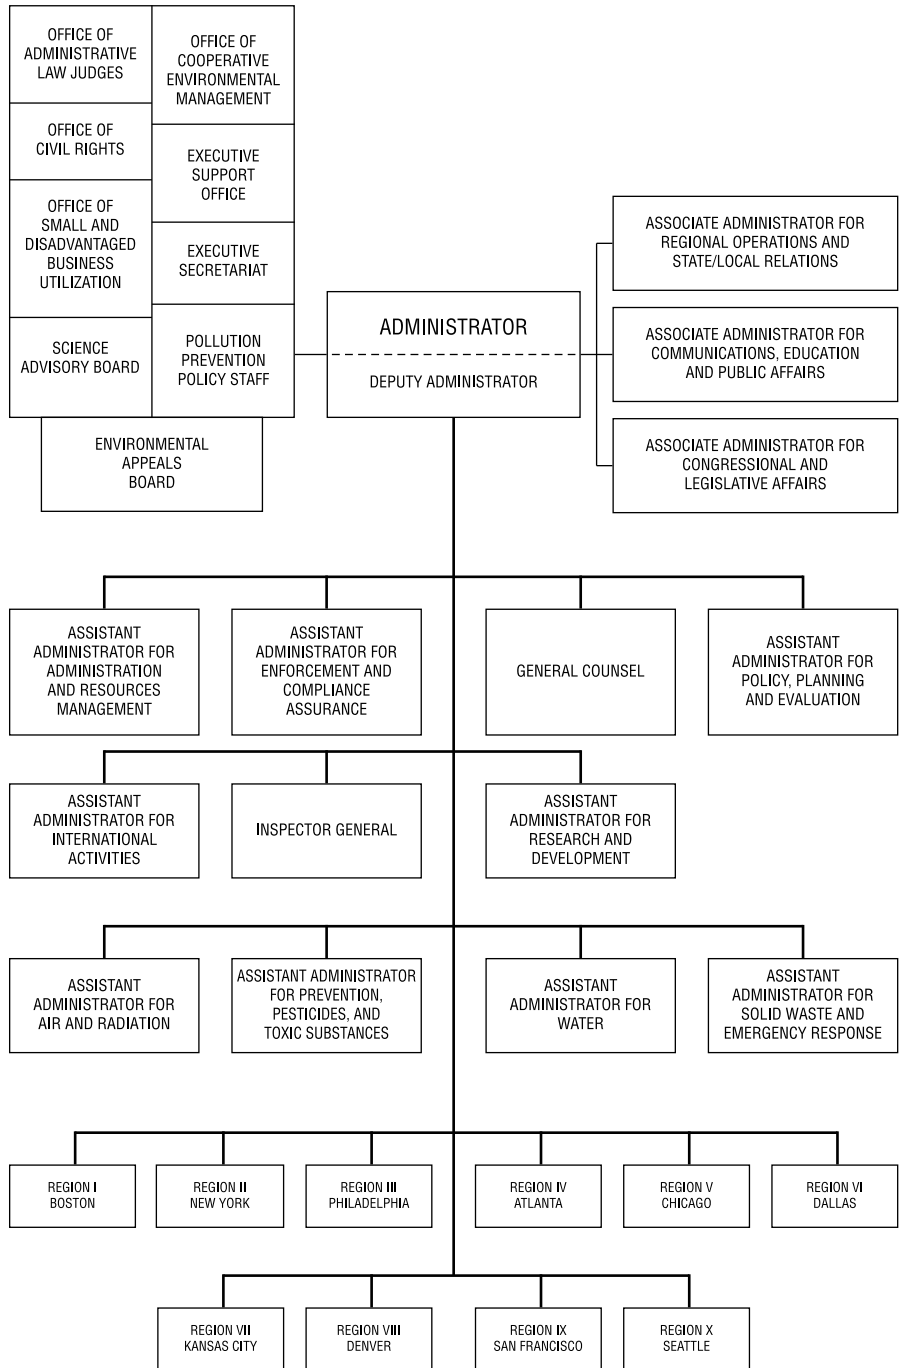 OFFICE OF
ADMINISTRATIVE
LAW JUDGES
OFFICE OF
CIVIL RIGHTS
OFFICE OF
SMALL AND
DISADVANTAGED
BUSINESS
UTILIZATION
SCIENCE
ADVISORY BOARD
OFFICE OF
COOPERATIVE
ENVIRONMENTAL
MANAGEMENT
EXECUTIVE
SUPPORT
OFFICE
EXECUTIVE
SECRETARIAT
POLLUTION
PREVENTION
POLICY STAFF
ENVIRONMENTAL
APPEALS
BOARD
ADMINISTRATOR
DEPUTY ADMINISTRATOR
ASSOCIATE ADMINISTRATOR FOR
REGIONAL OPERATIONS AND
STATE/LOCAL RELATIONS
ASSOCIATE ADMINISTRATOR FOR
COMMUNICATIONS, EDUCATION
AND PUBLIC AFFAIRS
ASSOCIATE ADMINISTRATOR FOR
CONGRESSIONAL AND
LEGISLATIVE AFFAIRS
ASSISTANT
ADMINISTRATOR FOR
ADMINISTRATION
AND RESOURCES
MANAGEMENT
ASSISTANT
ADMINISTRATOR FOR
ENFORCEMENT AND
COMPLIANCE
ASSURANCE
GENERAL COUNSEL
ASSISTANT
ADMINISTRATOR FOR
POLICY, PLANNING
AND EVALUATION
ASSISTANT
ADMINISTRATOR FOR
INTERNATIONAL
ACTIVITIES
INSPECTOR GENERAL
ASSISTANT
ADMINISTRATOR FOR
RESEARCH AND
DEVELOPMENT
ASSISTANT
ADMINISTRATOR FOR
AIR AND RADIATION
ASSISTANT ADMINISTRATOR
FOR PREVENTION,
PESTICIDES, AND
TOXIC SUBSTANCES
ASSISTANT
ADMINISTRATOR FOR
WATER
ASSISTANT
ADMINISTRATOR FOR
SOLID WASTE AND
EMERGENCY RESPONSE
REGION I
BOSTON
REGION II
NEW YORK
REGION III
PHILADELPHIA
REGION IV
ATLANTA
REGION V
CHICAGO
REGION VI
DALLAS
REGION VII
KANSAS CITY
REGION VIII
DENVER
REGION IX
SAN FRANCISCO
REGION X
SEATTLE